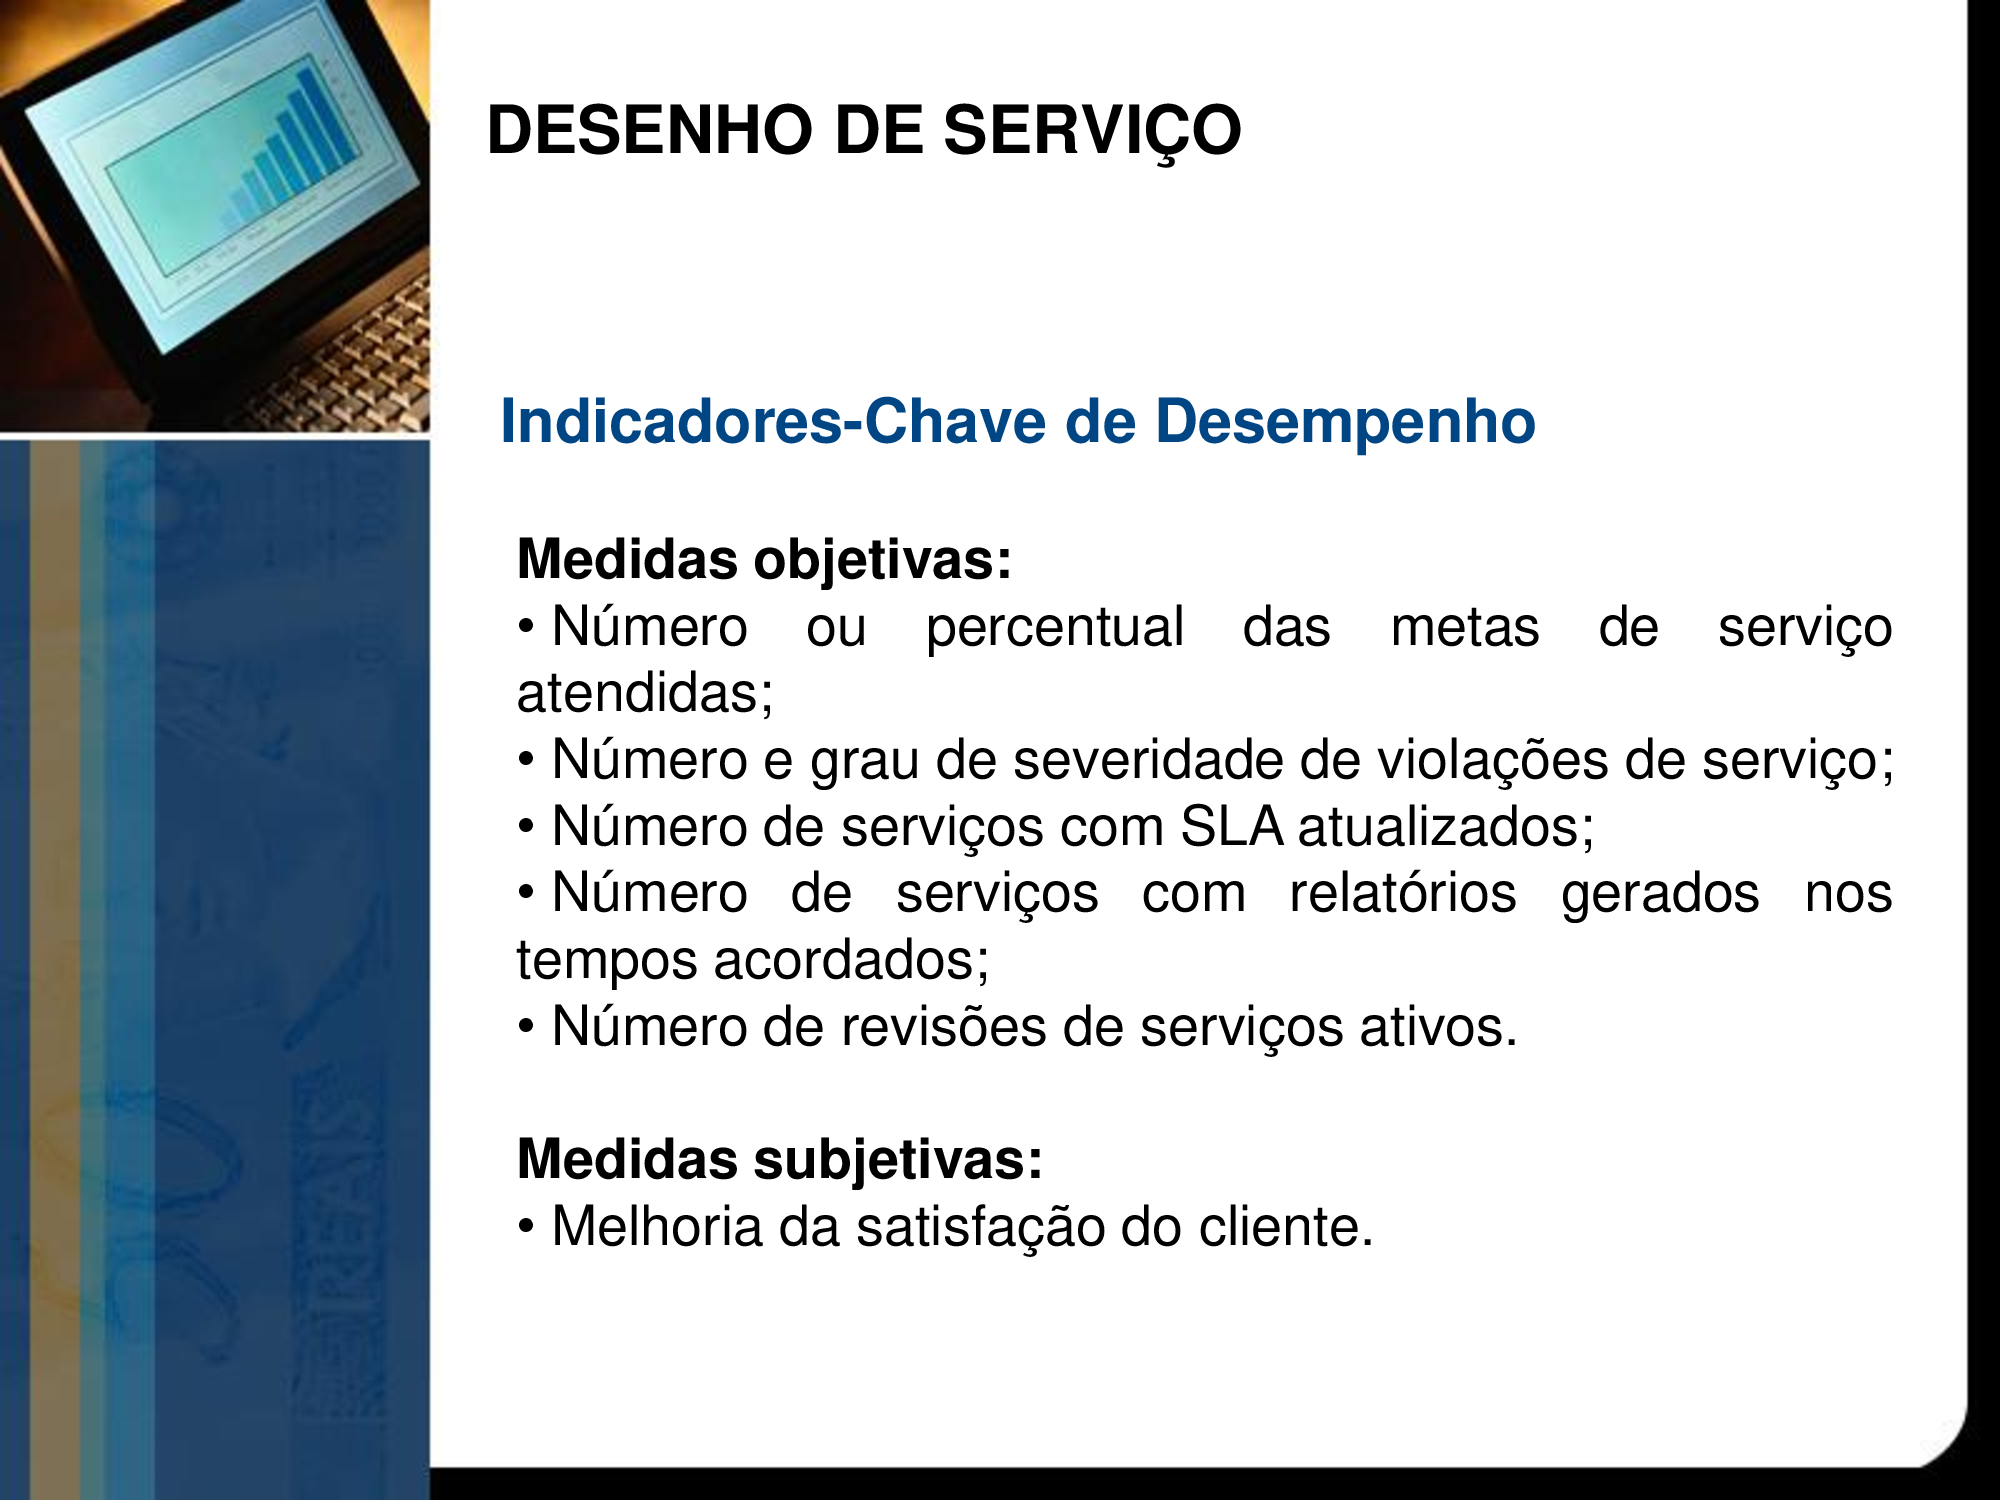 DESENHO DE SERVIÇO
Indicadores-Chave de Desempenho
Medidas objetivas:
• Número ou percentual das metas de serviço
atendidas;
• Número e grau de severidade de violações de serviço;
• Número de serviços com SLA atualizados;
• Número de serviços com relatórios gerados nos
tempos acordados;
• Número de revisões de serviços ativos.
Medidas subjetivas:
• Melhoria da satisfação do cliente.
REAIS